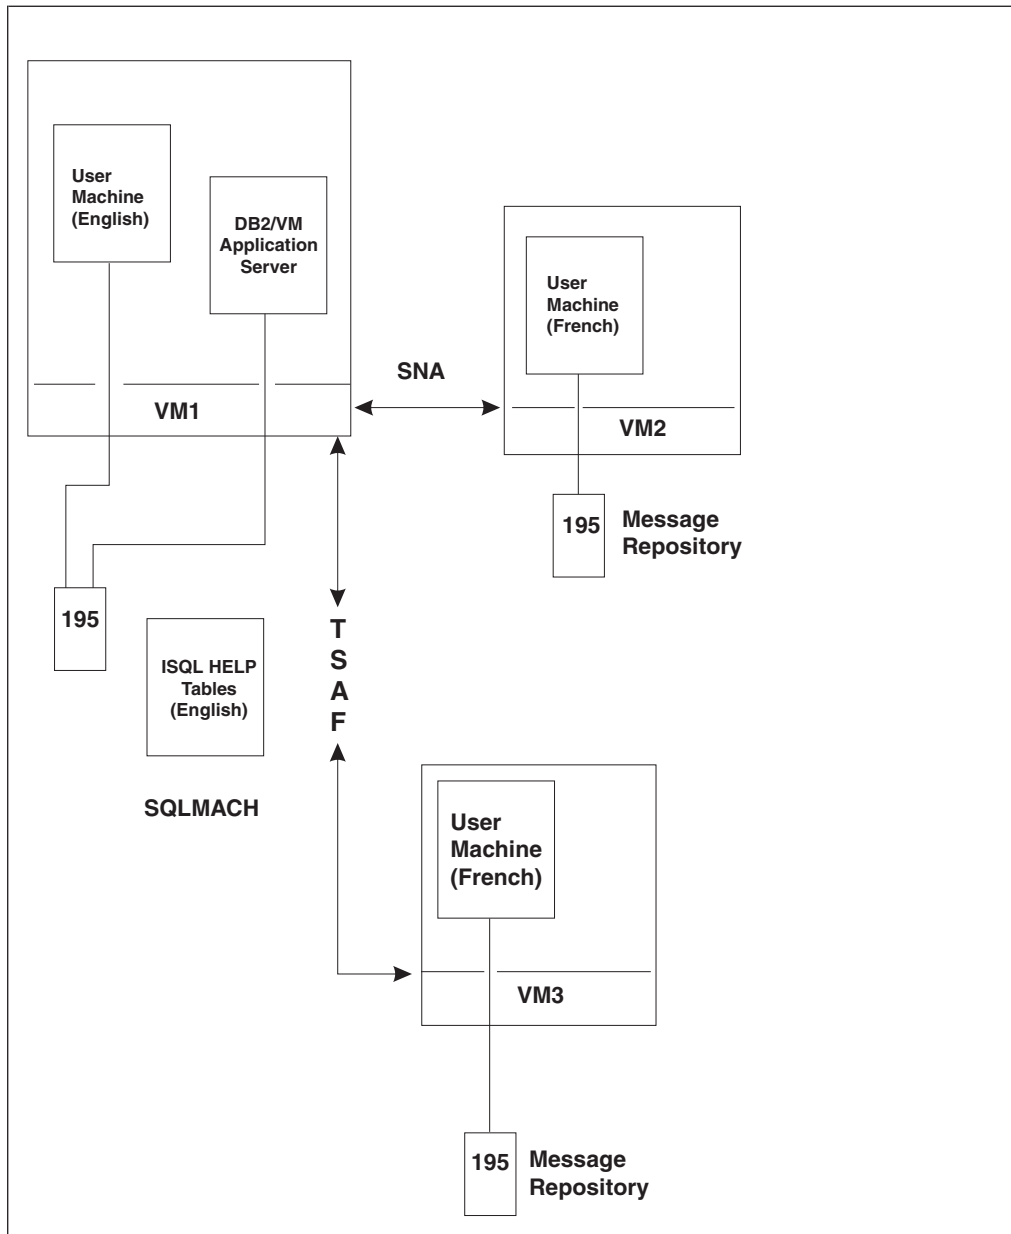 User
Machine
(English)
DB2/VM
Application
Server
VM1
SNA
User
Machine
(French)
VM2
195
Message
Repository
195
ISQL HELP
Tables
(English)
SQLMACH
T
S
A
F
User
Machine
(French)
VM3
195
Message
Repository